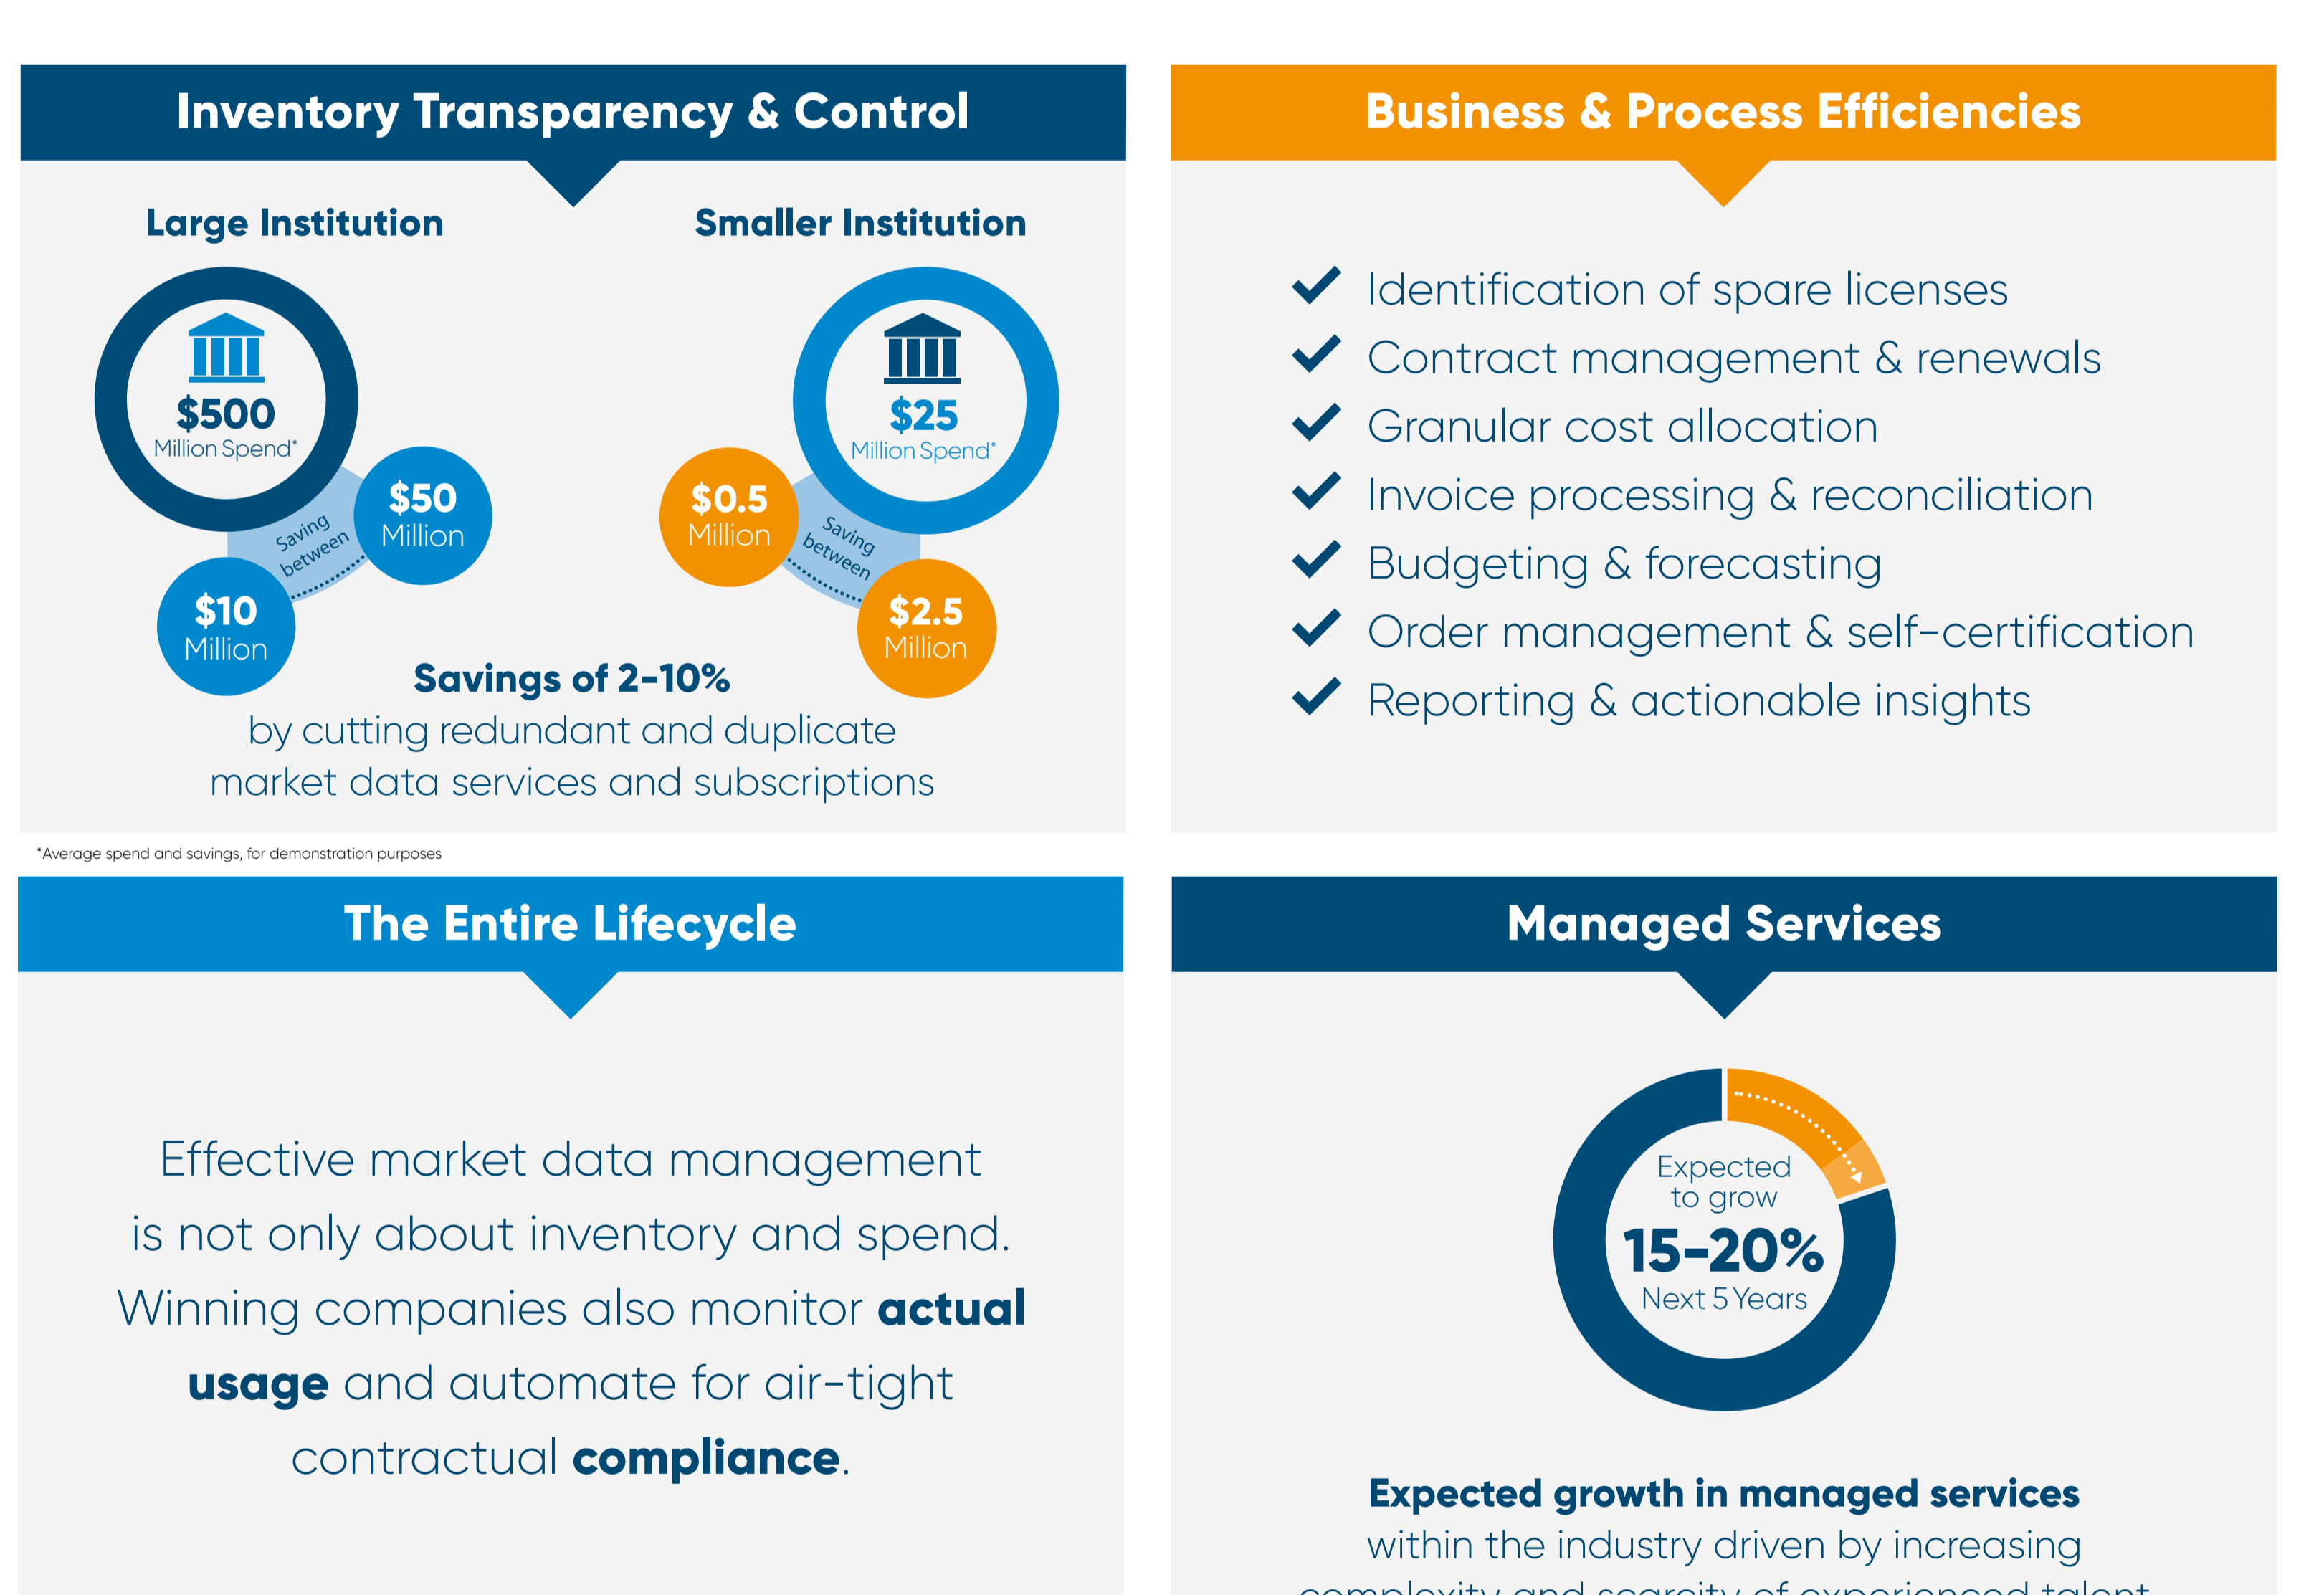 Inventory Transparency & Control
Large Institution
Smaller Institution
$500
Million Spend*
$50
Million
Saving
between
$10
Million
$25
Million Spend*
$0.5
Million
Saving
between
$2.5
Million
Savings of 2-10%
by cutting redundant and duplicate
market data services and subscriptions
*Average spend and savings, for demonstration purposes
Business & Process Efficiencies
Identification of spare licenses
Contract management & renewals
Granular cost allocation
Invoice processing & reconciliation
Budgeting & forecasting
Order management & self-certification
Reporting & actionable insights
The Entire Lifecycle
Effective market data management
is not only about inventory and spend.
Winning companies also monitor actual
usage and automate for air-tight
contractual compliance.
Managed Services
Expected
to grow
15-20%
Next 5 Years
Expected growth in managed services
within the industry driven by increasing
complexity and scarcity of experienced talent